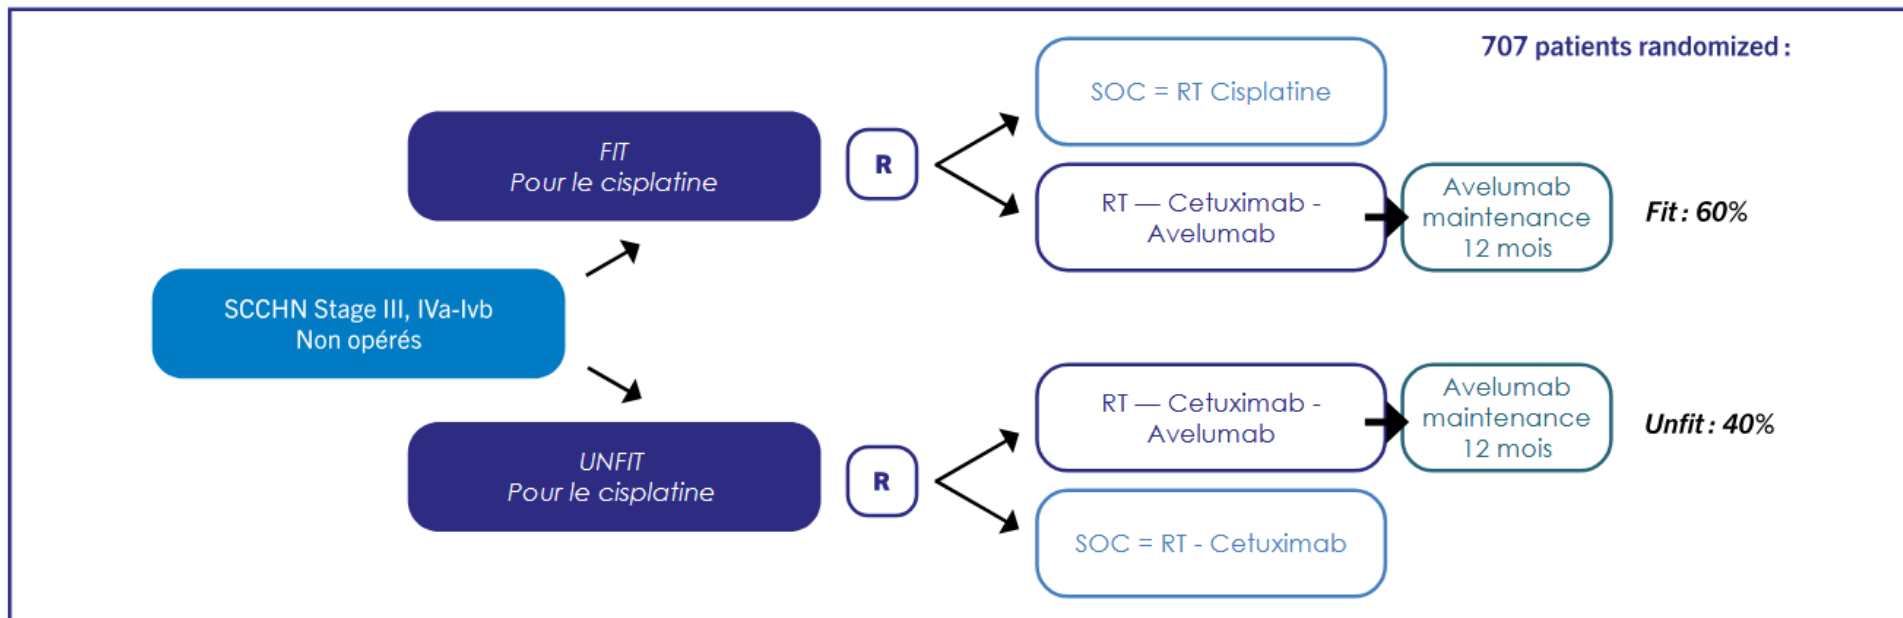 707 patients randomized :
SOC = RT Cisplatine
FIT
Pour le cisplatine
R
RT — Cetuximab -
Avelumab
Avelumab
maintenance
12 mois
Fit : 60%
SCCHN Stage III, IVa-Ivb
Non opérés
RT — Cetuximab -
Avelumab
Avelumab
maintenance
12 mois
Unfit : 40%
UNFIT
Pour le cisplatine
R
SOC = RT - Cetuximab